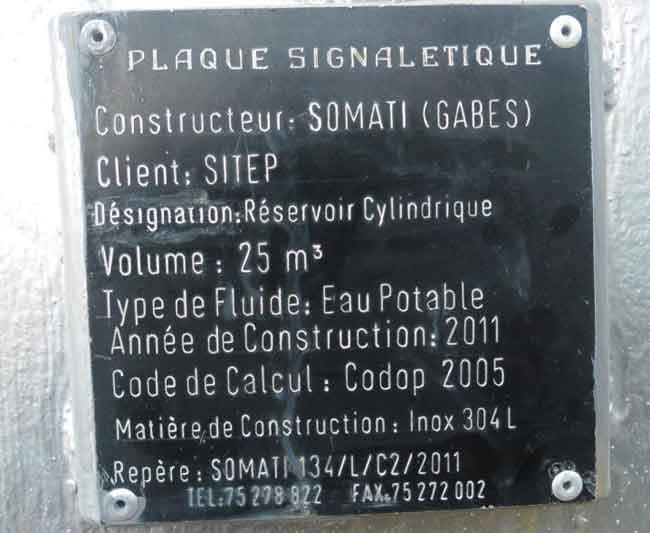 PLAQUE SIGNALETIQUE
Constructeur: SOMATI (GABES)
Client: SITEP
Désignation: Réservoir Cylindrique
Volume : 25 m³
Type de Fluide: Eau Potable
Année de Construction: 2011
Code de Calcul : Codap 2005
Matière de Construction : Inox 304 L
Repère : SOMATI 134/L/C2/2011
TEL:75 278 822 FAX:75 272 002